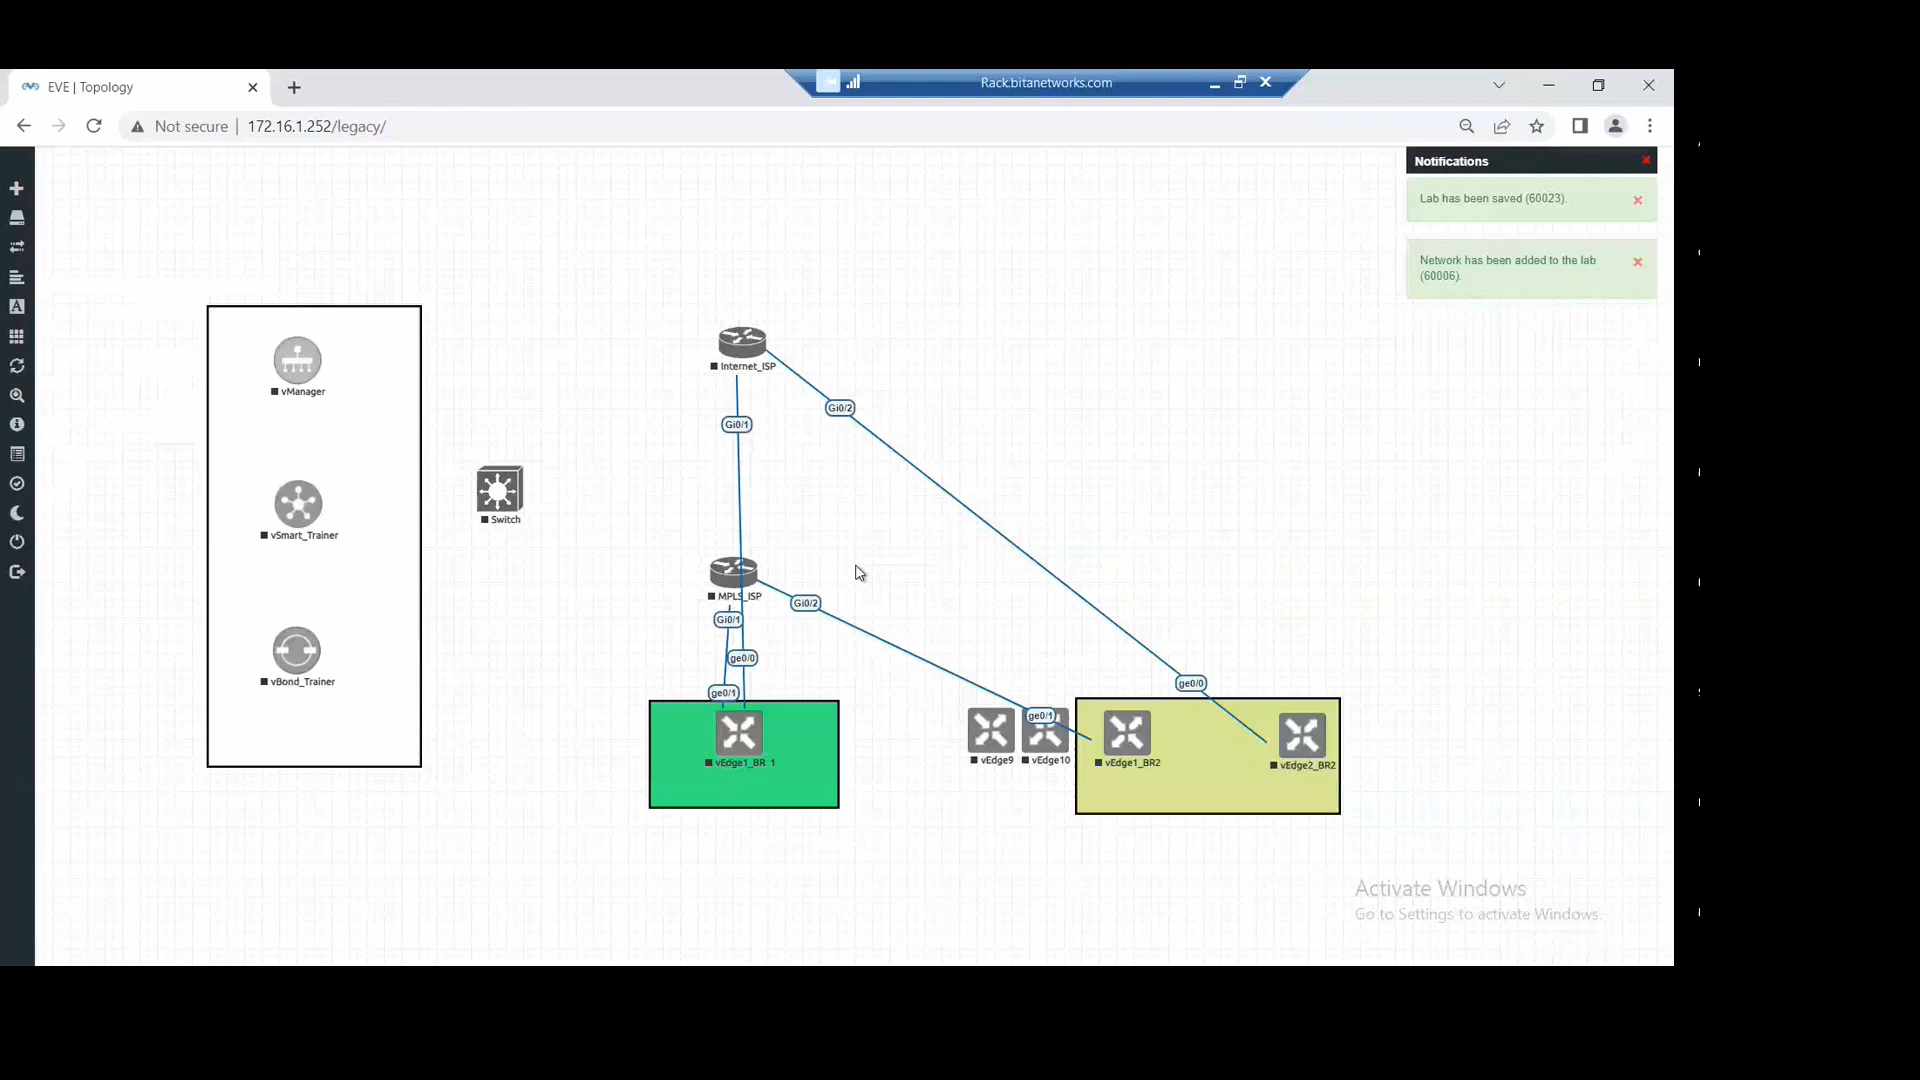 EVE | Topology
Rack.bitanetworks.com
Not secure | 172.16.1.252/legacy/
Notifications
Lab has been saved (60023).
Network has been added to the lab
(60006).
vManager
vSmart_Trainer
vBond_Trainer
Switch
Internet_ISP
Gi0/2
Gi0/1
MPLS_ISP
Gi0/2
Gi0/1
ge0/0
ge0/1
vEdge1_BR 1
ge0/0
ge0/1
vEdge9
vEdge10
vEdge1_BR2
vEdge2_BR2
Activate Windows
Go to Settings to activate Windows.